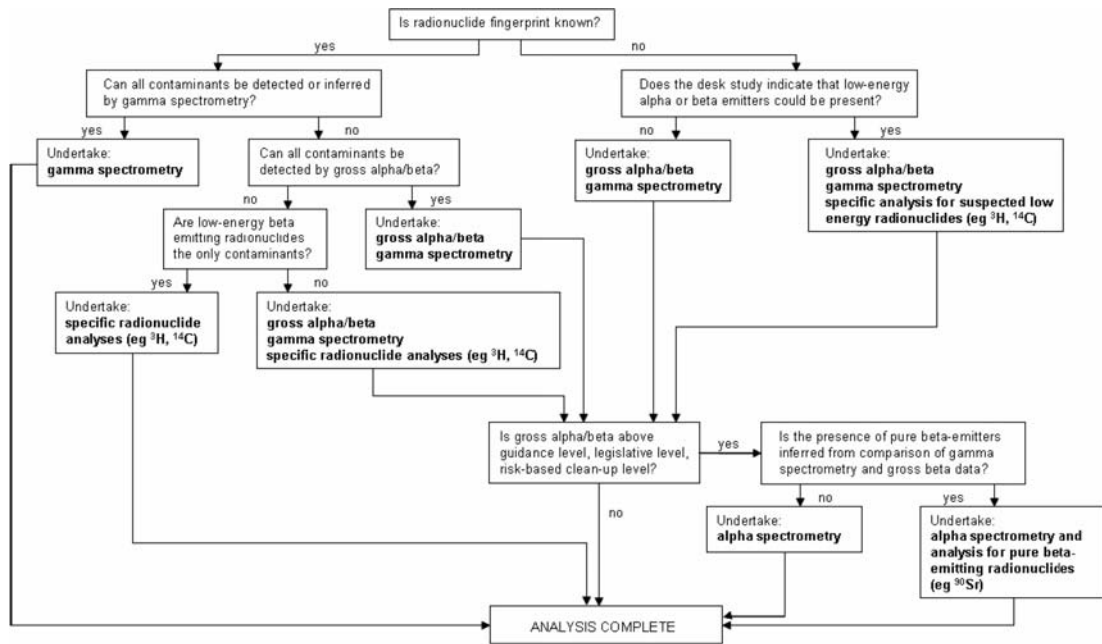 Is radionuclide fingerprint known?
yes
no
Can all contaminants be detected or inferred
by gamma spectrometry?
Does the desk study indicate that low-energy
alpha or beta emitters could be present?
yes
no
no
yes
Undertake:
gamma spectrometry
Can all contaminants be
detected by gross alpha/beta?
Undertake:
gross alpha/beta
gamma spectrometry
Undertake:
gross alpha/beta
gamma spectrometry
specific analysis for suspected low
energy radionuclides (eg ³H, ¹⁴C)
no
yes
Are low-energy beta
emitting radionuclides
the only contaminants?
Undertake:
gross alpha/beta
gamma spectrometry
yes
no
Undertake:
specific radionuclide
analyses (eg ³H, ¹⁴C)
Undertake:
gross alpha/beta
gamma spectrometry
specific radionuclide analyses (eg ³H, ¹⁴C)
Is gross alpha/beta above
guidance level, legislative level,
risk-based clean-up level?
yes
Is the presence of pure beta-emitters
inferred from comparison of gamma
spectrometry and gross beta data?
no
no
yes
Undertake:
alpha spectrometry
Undertake:
alpha spectrometry and
analysis for pure beta-
emitting radionuclides
(eg ⁹⁰Sr)
ANALYSIS COMPLETE